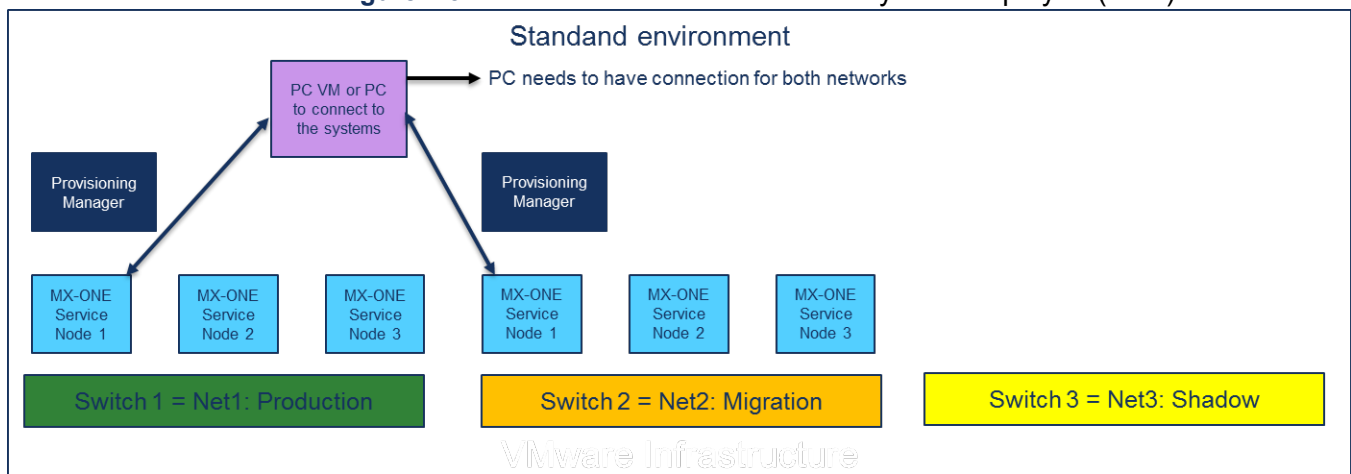 Standand environment
PC VM or PC
to connect to
the systems
PC needs to have connection for both networks
Provisioning
Manager
Provisioning
Manager
MX-ONE
Service
Node 1
MX-ONE
Service
Node 2
MX-ONE
Service
Node 3
MX-ONE
Service
Node 1
MX-ONE
Service
Node 2
MX-ONE
Service
Node 3
Switch 1 = Net1: Production
Switch 2 = Net2: Migration
Switch 3 = Net3: Shadow
VMware Infrastructure